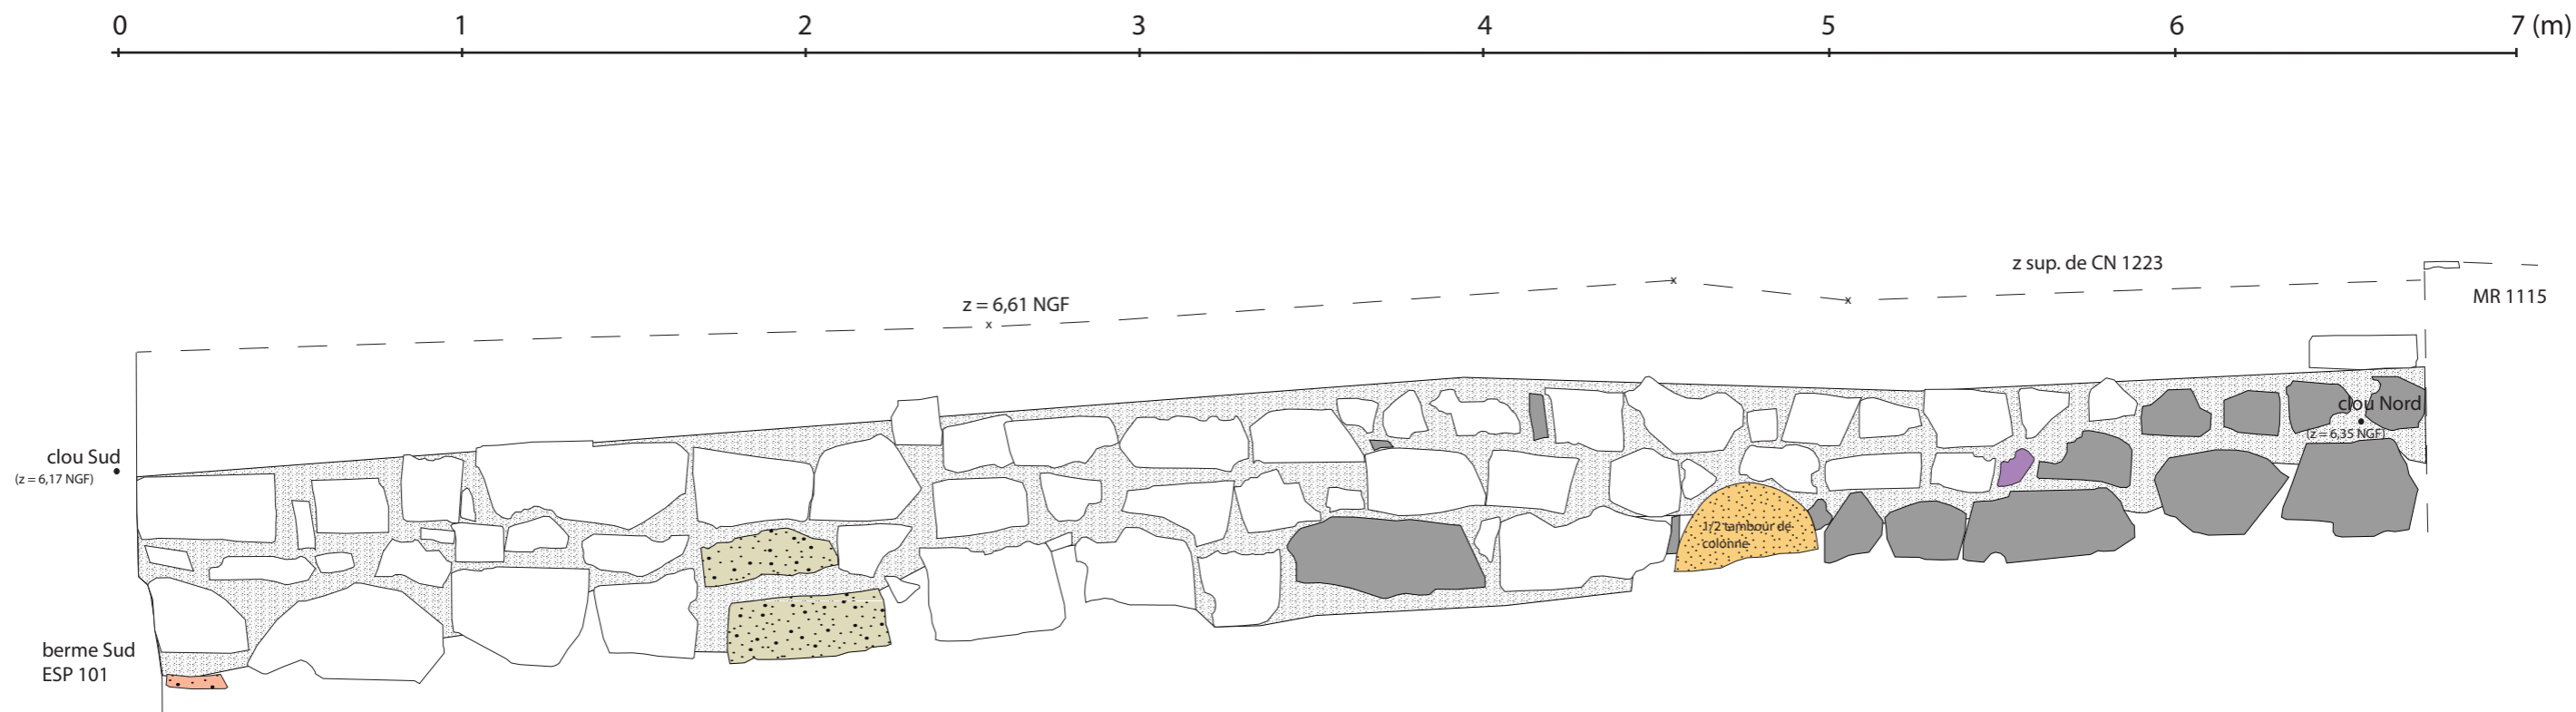 0 1 2 3 4 5 6 7 (m)
z sup. de CN 1223
MR 1115
z = 6,61 NGF
x
x
x
clou Nord
(z = 6,35 NGF)
clou Sud
(z = 6,17 NGF)
1/2 tambour de
colonne
berme Sud
ESP 101